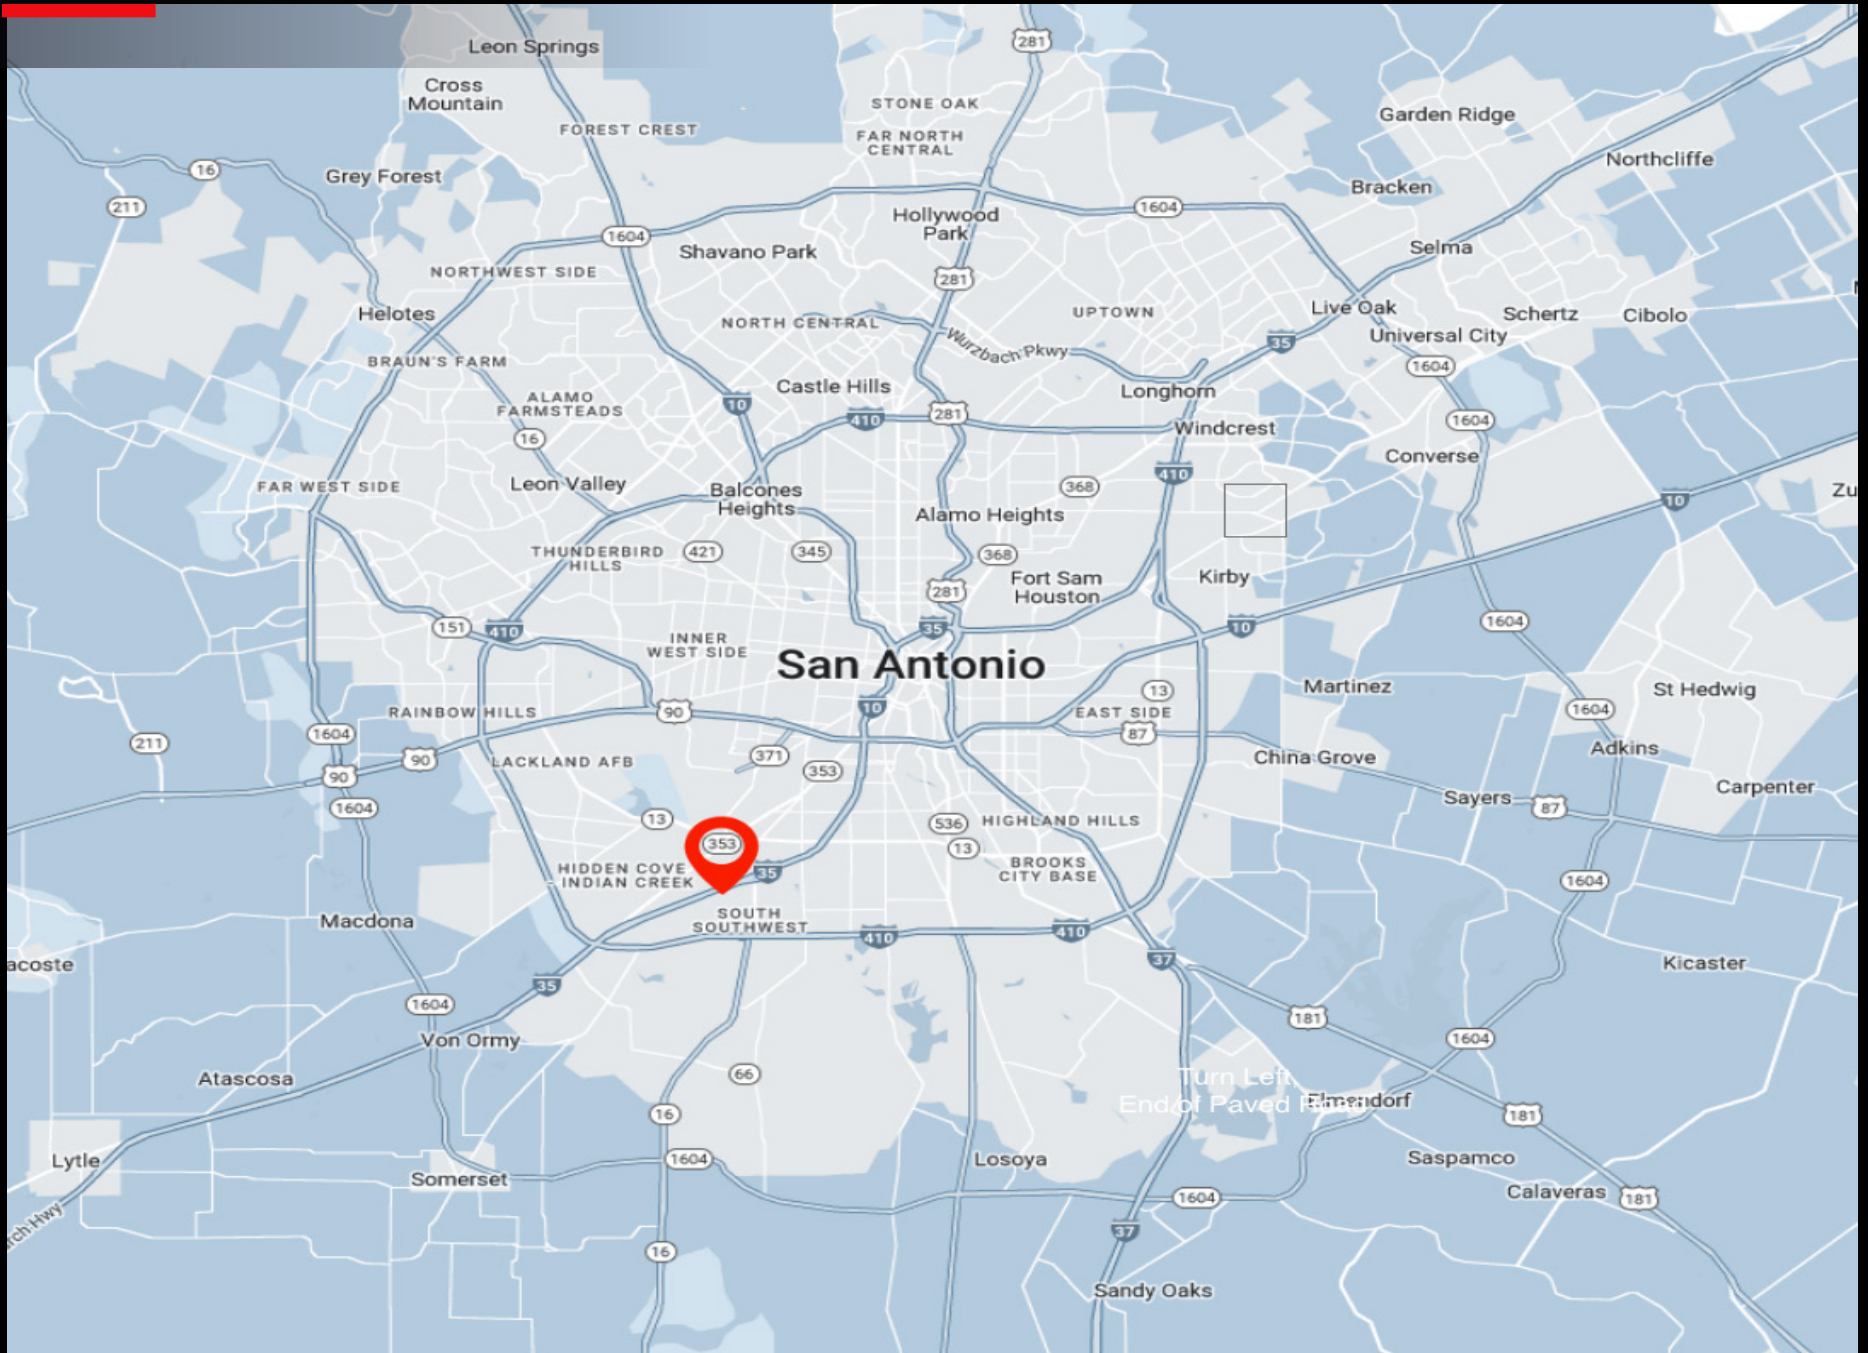 Leon Springs
281
Cross
Mountain
STONE OAK
Garden Ridge
FOREST CREST
FAR NORTH
CENTRAL
Northcliffe
16
Grey Forest
Bracken
211
1604
Hollywood
Park
1604
Selma
Shavano Park
NORTHWEST SIDE
281
Helotes
NORTH CENTRAL
UPTOWN
Live Oak
Schertz
Cibolo
Universal City
Wurzbach Pkwy
35
BRAUN'S FARM
1604
Castle Hills
Longhorn
ALAMO
FARMSTEADS
10
410
281
1604
Windcrest
16
Converse
410
Leon Valley
FAR WEST SIDE
368
Balcones
Heights
Zu
10
Alamo Heights
THUNDERBIRD
HILLS
421
345
368
Kirby
Fort Sam
Houston
281
1604
151
410
35
10
INNER
WEST SIDE
San Antonio
Martinez
13
St Hedwig
10
1604
RAINBOW HILLS
90
EAST SIDE
87
1604
211
Adkins
90
LACKLAND AFB
371
353
China Grove
90
Carpenter
1604
Sayers
87
13
536
HIGHLAND HILLS
353
13
HIDDEN COVE
INDIAN CREEK
35
BROOKS
CITY BASE
1604
SOUTH
SOUTHWEST
Macdona
410
410
37
acoste
Kicaster
35
1604
181
Von Ormy
1604
66
Atascosa
Turn Left,
End of Paved Road
Elmendorf
16
181
Lytle
1604
Losoya
Saspamco
Somerset
1604
Calaveras
181
rch Hwy
37
16
Sandy Oaks